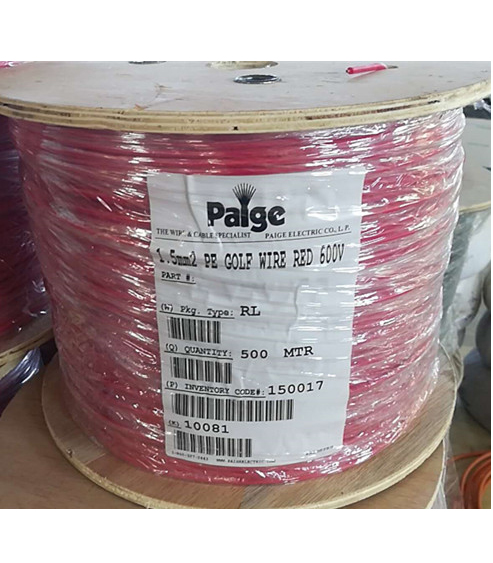 Paige
THE WIRE & CABLE SPECIALIST PAIGE ELECTRIC CO., L.P.
1.5mm2 PE GOLF WIRE RED 600V
PART #:
(W) Pkg. Type: RL
(Q) QUANTITY: 500 MTR
(P) INVENTORY CODE#: 150017
(K) 10081